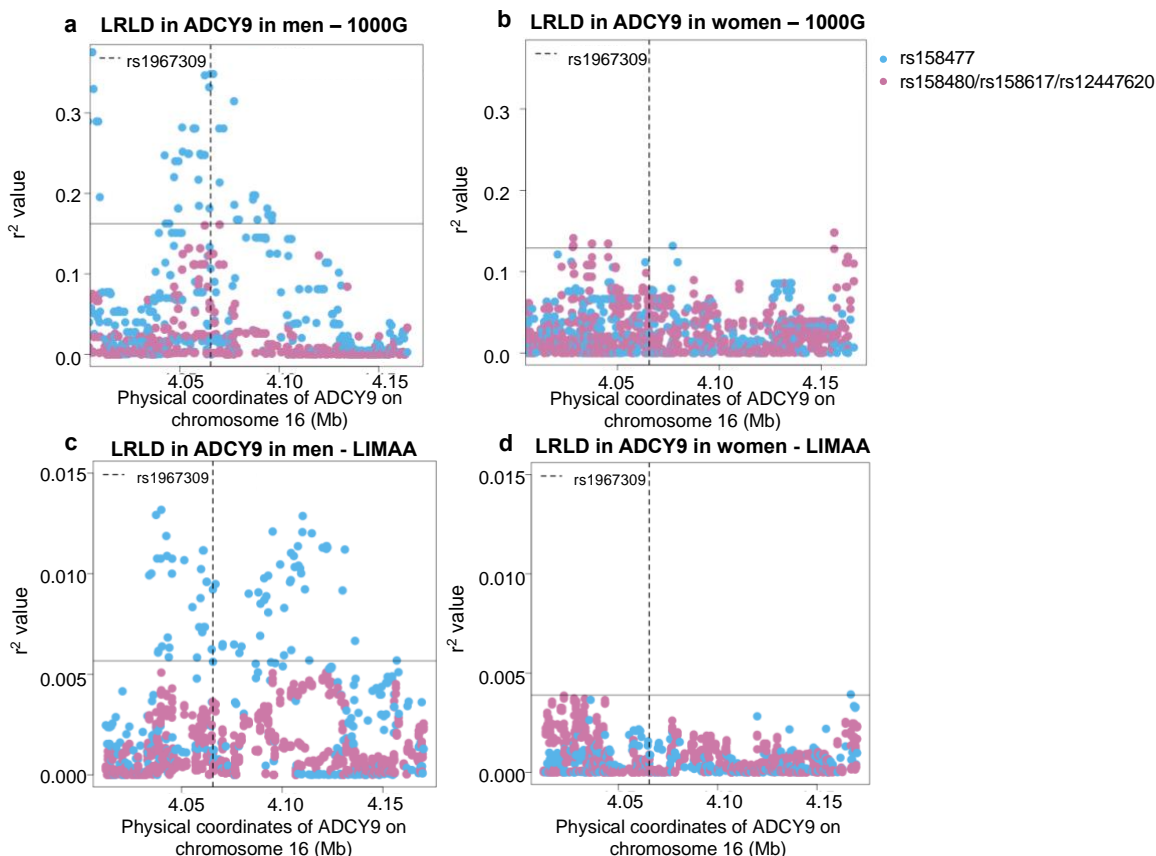 a LRLD in ADCY9 in men – 1000G
rs1967309
r² value
0.3
0.2
0.1
0.0
4.05 4.10 4.15
Physical coordinates of ADCY9 on
chromosome 16 (Mb)
b LRLD in ADCY9 in women – 1000G
rs1967309
r² value
0.3
0.2
0.1
0.0
4.05 4.10 4.15
Physical coordinates of ADCY9 on
chromosome 16 (Mb)
rs158477
rs158480/rs158617/rs12447620
c LRLD in ADCY9 in men - LIMAA
rs1967309
r² value
0.015
0.010
0.005
0.000
4.05 4.10 4.15
Physical coordinates of ADCY9 on
chromosome 16 (Mb)
d LRLD in ADCY9 in women - LIMAA
rs1967309
r² value
0.015
0.010
0.005
0.000
4.05 4.10 4.15
Physical coordinates of ADCY9 on
chromosome 16 (Mb)